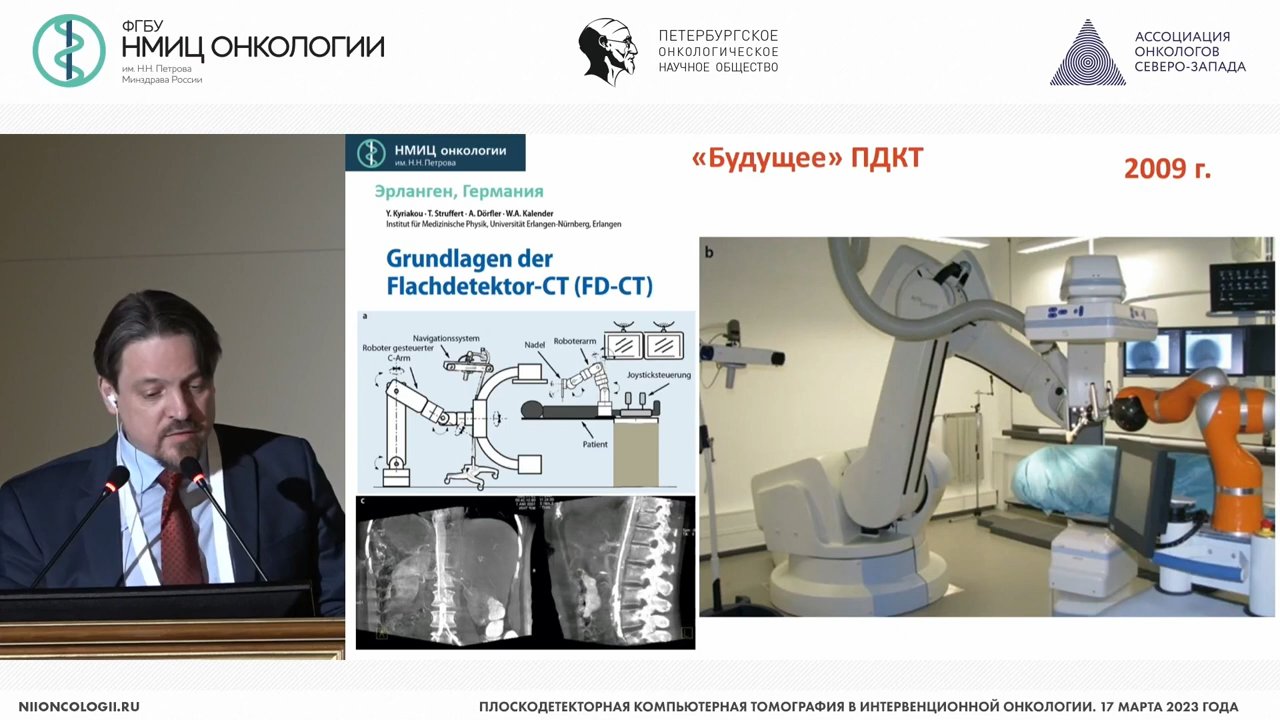 ФГБУ
НМИЦ ОНКОЛОГИИ
им. Н.Н. Петрова
Минздрава России
ПЕТЕРБУРГСКОЕ
ОНКОЛОГИЧЕСКОЕ
НАУЧНОЕ ОБЩЕСТВО
АССОЦИАЦИЯ
ОНКОЛОГОВ
СЕВЕРО-ЗАПАДА
НМИЦ онкологии
им. Н.Н. Петрова
«Будущее» ПДКТ
2009 г.
Эрланген, Германия
Y. Kyriakou · T. Struffert · A. Dörfler · W.A. Kalender
Institut für Medizinische Physik, Universität Erlangen-Nürnberg, Erlangen
Grundlagen der
Flachdetektor-CT (FD-CT)
a
Navigationssystem
Roboter gesteuerter
C-Arm
Nadel
Roboterarm
Joysticksteuerung
Patient
b
c
NIIONCOLOGII.RU
ПЛОСКОДЕТЕКТОРНАЯ КОМПЬЮТЕРНАЯ ТОМОГРАФИЯ В ИНТЕРВЕНЦИОННОЙ ОНКОЛОГИИ. 17 МАРТА 2023 ГОДА